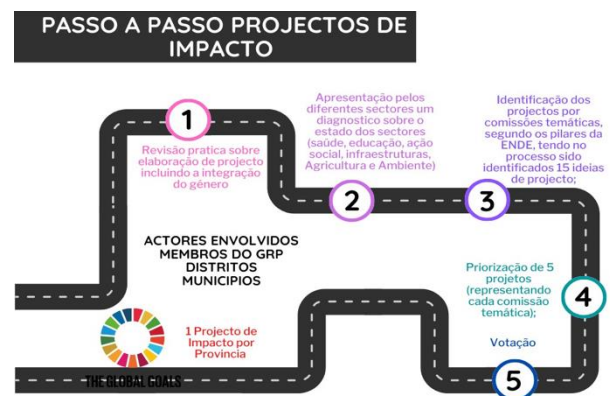 PASSO A PASSO PROJECTOS DE
IMPACTO
1
Revisão pratica sobre
elaboração de projecto
incluindo a integração
do género
Apresentação pelos
diferentes sectores um
diagnostico sobre o
estado dos sectores
(saúde, educação, ação
social, infraestruturas,
Agricultura e Ambiente)
2
Identificação dos
projectos por
comissões temáticas,
segundo os pilares da
ENDE, tendo no
processo sido
identificados 15 ideias
de projecto;
3
ACTORES ENVOLVIDOS
MEMBROS DO GRP
DISTRITOS
MUNICIPIOS
Priorização de 5
projetos
(representando
cada comissão
temática);
4
Votação
5
1 Projecto de
Impacto por
Provincia
THE GLOBAL GOALS